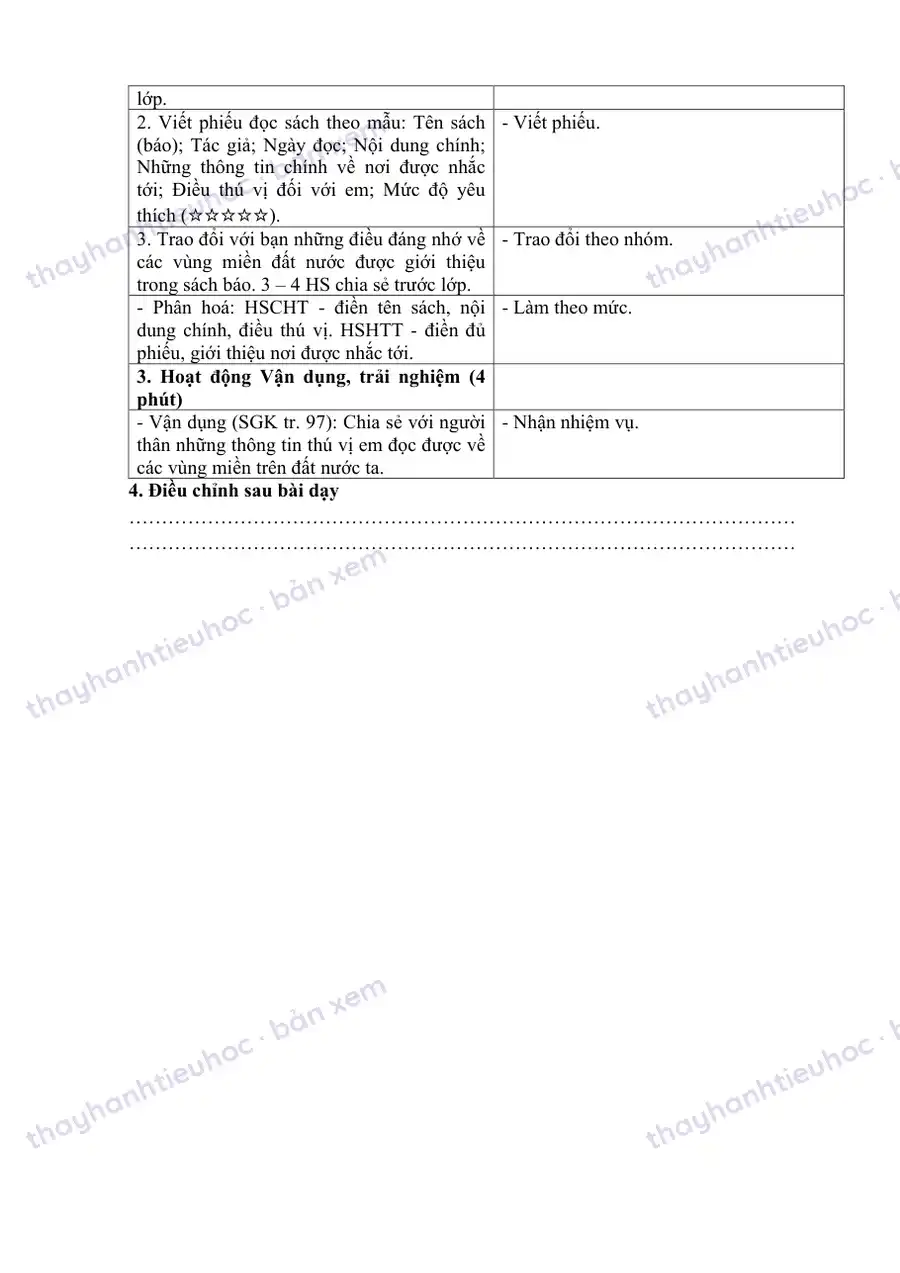 lớp.
2. Viết phiếu đọc sách theo mẫu: Tên sách
(báo); Tác giả; Ngày đọc; Nội dung chính;
Những thông tin chính về nơi được nhắc
tới; Điều thú vị đối với em; Mức độ yêu
thích (☆☆☆☆☆).
- Viết phiếu.
3. Trao đổi với bạn những điều đáng nhớ về
các vùng miền đất nước được giới thiệu
trong sách báo. 3 – 4 HS chia sẻ trước lớp.
- Trao đổi theo nhóm.
- Phân hoá: HSCHT - điền tên sách, nội
dung chính, điều thú vị. HSHTT - điền đủ
phiếu, giới thiệu nơi được nhắc tới.
- Làm theo mức.
3. Hoạt động Vận dụng, trải nghiệm (4
phút)
- Vận dụng (SGK tr. 97): Chia sẻ với người
thân những thông tin thú vị em đọc được về
các vùng miền trên đất nước ta.
- Nhận nhiệm vụ.
4. Điều chỉnh sau bài dạy
…………………………………………………………………………………………
…………………………………………………………………………………………
thayhanhtieuhoc · bản xem
thayhanhtieuhoc · b
thayhanhtieuhoc · bản xem
thayhanhtieuhoc · b
thayhanhtieuhoc · bản xem
thayhanhtieuhoc · b